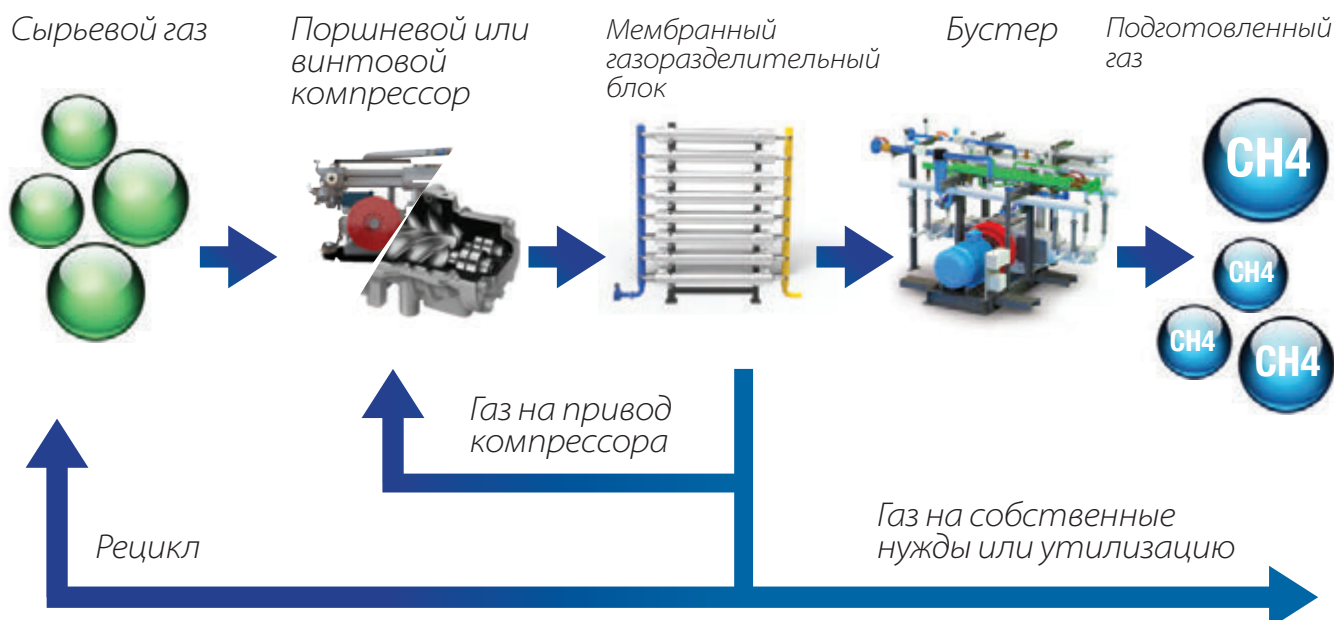 Сырьевой газ
Поршневой или
винтовой
компрессор
Мембранный
газоразделительный
блок
Бустер
Подготовленный
газ
CH4
CH4
CH4
CH4
Газ на привод
компрессора
Рецикл
Газ на собственные
нужды или утилизацию